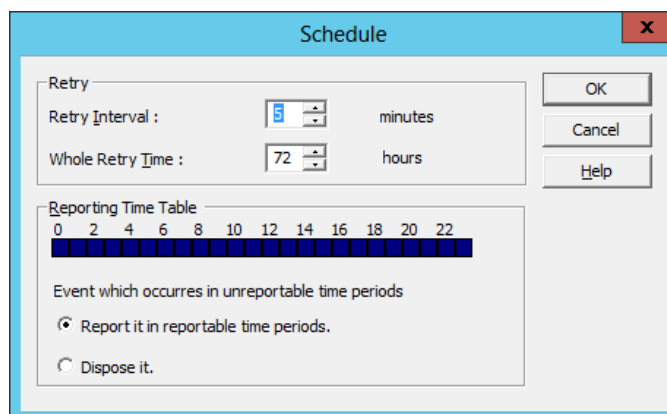 Schedule
x
Retry
Retry Interval : 5 minutes
Whole Retry Time : 72 hours
OK
Cancel
Help
Reporting Time Table
0 2 4 6 8 10 12 14 16 18 20 22
Event which occurres in unreportable time periods
Report it in reportable time periods.
Dispose it.